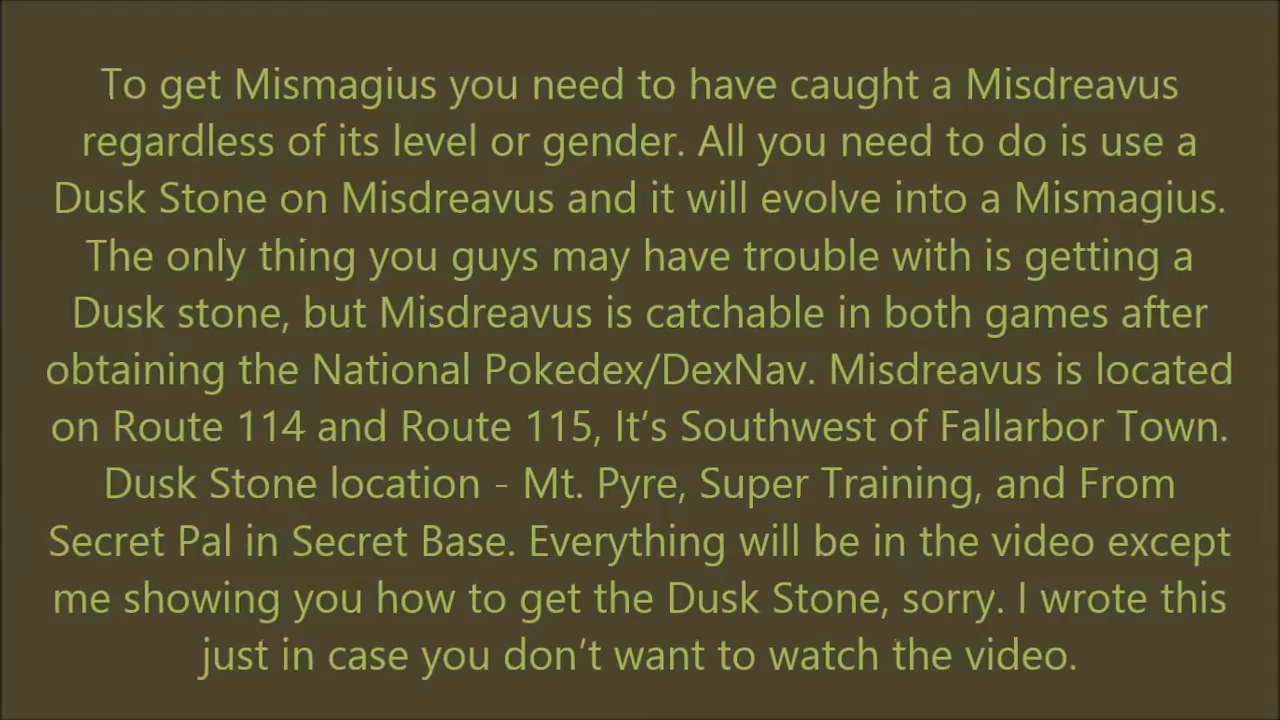 To get Mismagius you need to have caught a Misdreavus
regardless of its level or gender. All you need to do is use a
Dusk Stone on Misdreavus and it will evolve into a Mismagius.
The only thing you guys may have trouble with is getting a
Dusk stone, but Misdreavus is catchable in both games after
obtaining the National Pokedex/DexNav. Misdreavus is located
on Route 114 and Route 115, It’s Southwest of Fallarbor Town.
Dusk Stone location - Mt. Pyre, Super Training, and From
Secret Pal in Secret Base. Everything will be in the video except
me showing you how to get the Dusk Stone, sorry. I wrote this
just in case you don’t want to watch the video.